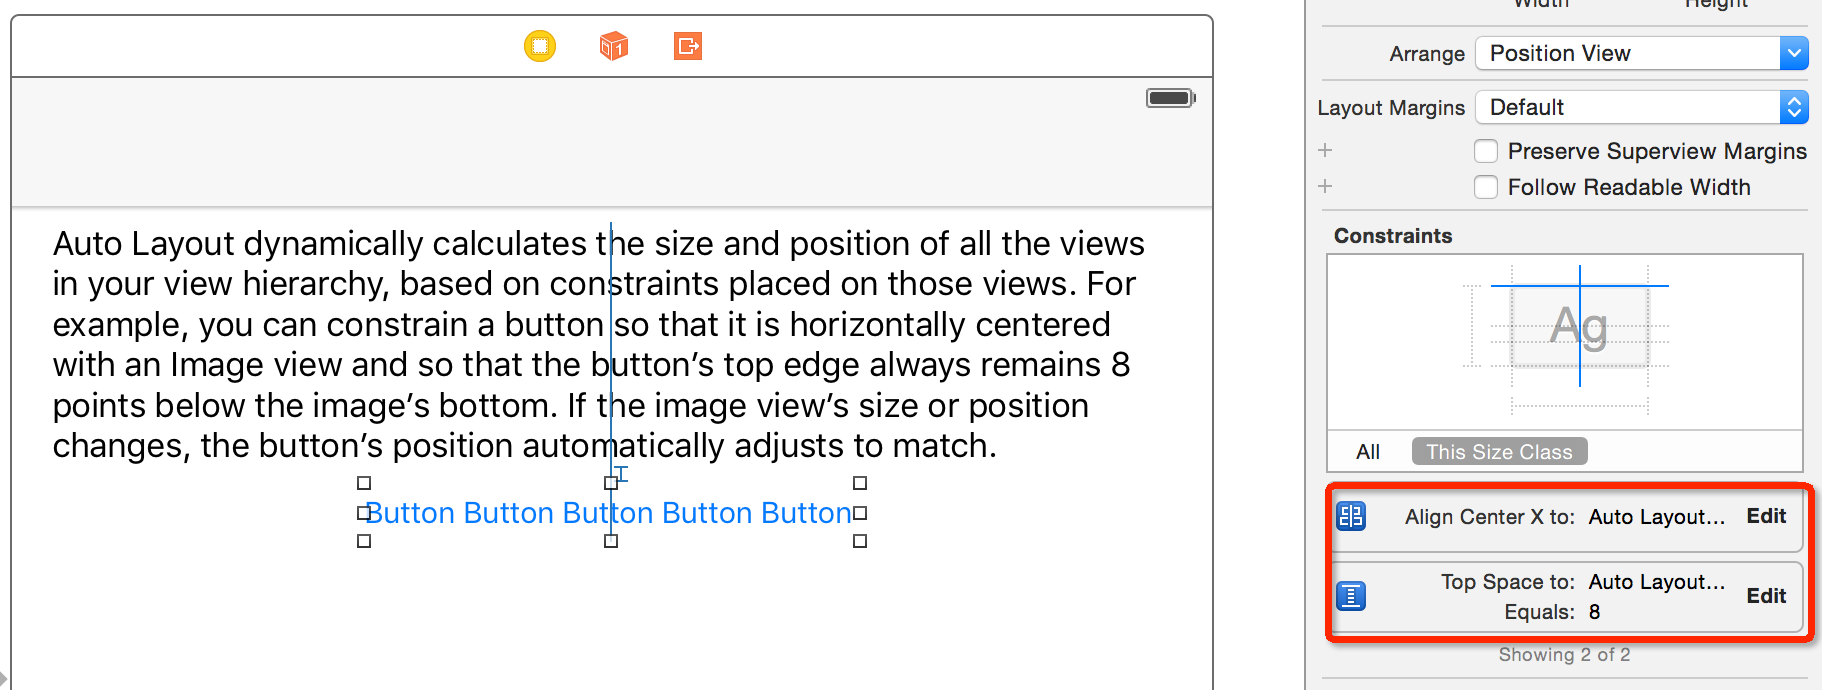 Width Height
Arrange Position View
Layout Margins Default
Preserve Superview Margins
Follow Readable Width
Constraints
Ag
All This Size Class
Align Center X to: Auto Layout... Edit
Top Space to: Auto Layout...
Equals: 8 Edit
Showing 2 of 2
1
Auto Layout dynamically calculates the size and position of all the views
in your view hierarchy, based on constraints placed on those views. For
example, you can constrain a button so that it is horizontally centered
with an Image view and so that the button’s top edge always remains 8
points below the image’s bottom. If the image view’s size or position
changes, the button’s position automatically adjusts to match.
Button Button Button Button Button